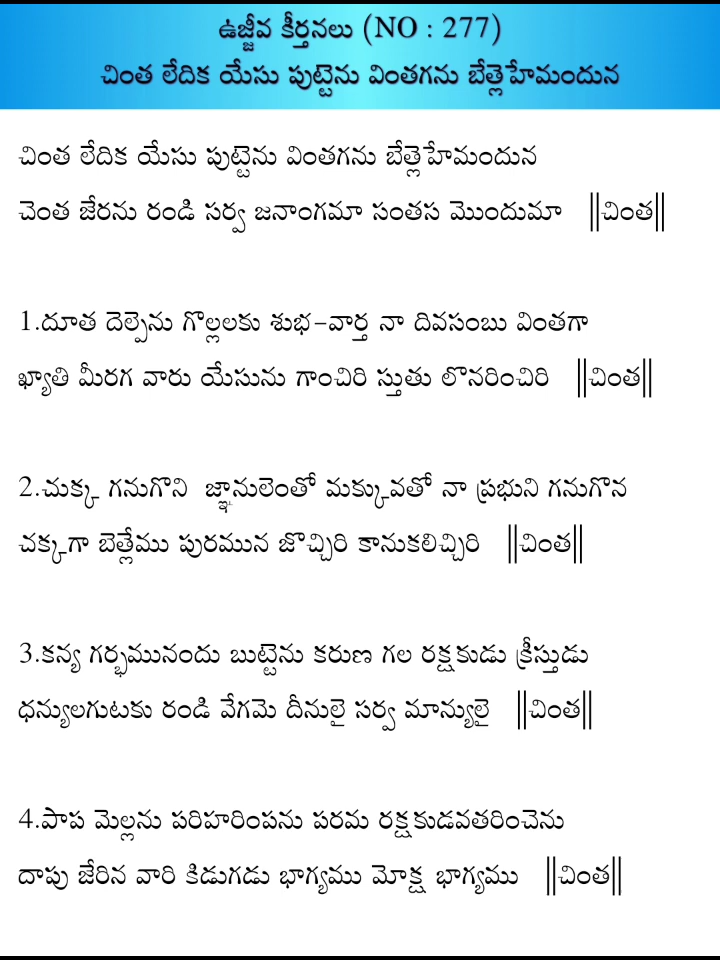 ఉజ్జీవ కీర్తనలు (NO : 277)
చింత లేదిక యేసు పుట్టెను వింతగను బేత్లెహేమందున
చింత లేదిక యేసు పుట్టెను వింతగను బేత్లెహేమందున
చెంత జేరను రండి సర్వ జనాంగమా సంతస మొందుమా ||చింత||
1.దూత దెల్పెను గొల్లలకు శుభ-వార్త నా దివసంబు వింతగా
ఖ్యాతి మీరగ వారు యేసును గాంచిరి స్తుతు లొనరించిరి ||చింత||
2.చుక్క గనుగొని జ్ఞానులెంతో మక్కువతో నా ప్రభుని గనుగొన
చక్కగా బెత్లేము పురమున జొచ్చిరి కానుకలిచ్చిరి ||చింత||
3.కన్య గర్భమునందు బుట్టెను కరుణ గల రక్షకుడు క్రీస్తుడు
ధన్యులగుటకు రండి వేగమె దీనులై సర్వ మాన్యులై ||చింత||
4.పాప మెల్లను పరిహరింపను పరమ రక్షకుడవతరించెను
దాపు జేరిన వారి కిడుగడు భాగ్యము మోక్ష భాగ్యము ||చింత||